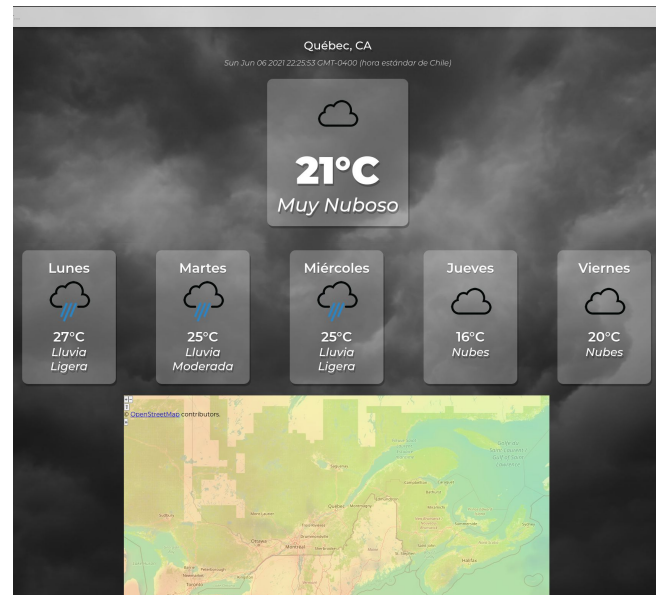 Québec, CA
Sun Jun 06 2021 22:25:53 GMT-0400 (hora estándar de Chile)
21°C
Muy Nuboso
Lunes
27°C
Lluvia
Ligera
Martes
25°C
Lluvia
Moderada
Miércoles
25°C
Lluvia
Ligera
Jueves
16°C
Nubes
Viernes
20°C
Nubes
© OpenStreetMap contributors.
Québec
Ottawa
Montréal
Toronto
Halifax